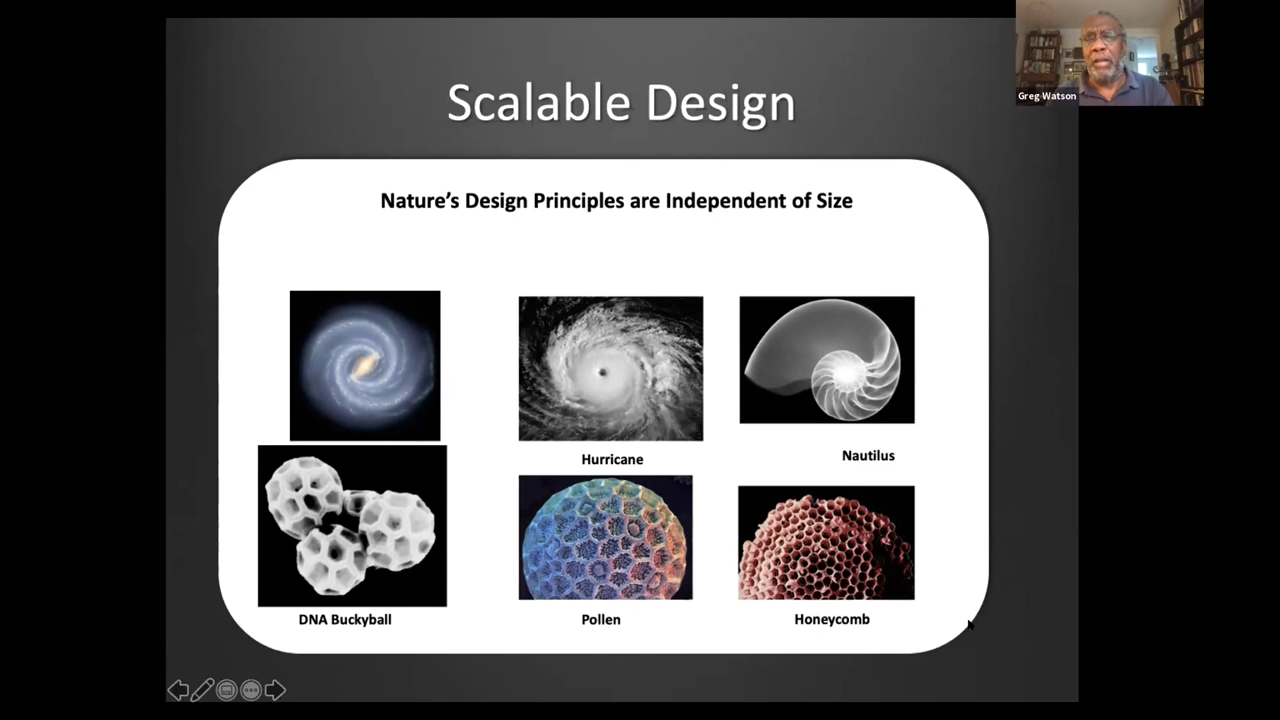 Scalable Design
Greg Watson
Nature's Design Principles are Independent of Size
Hurricane
Nautilus
DNA Buckyball
Pollen
Honeycomb